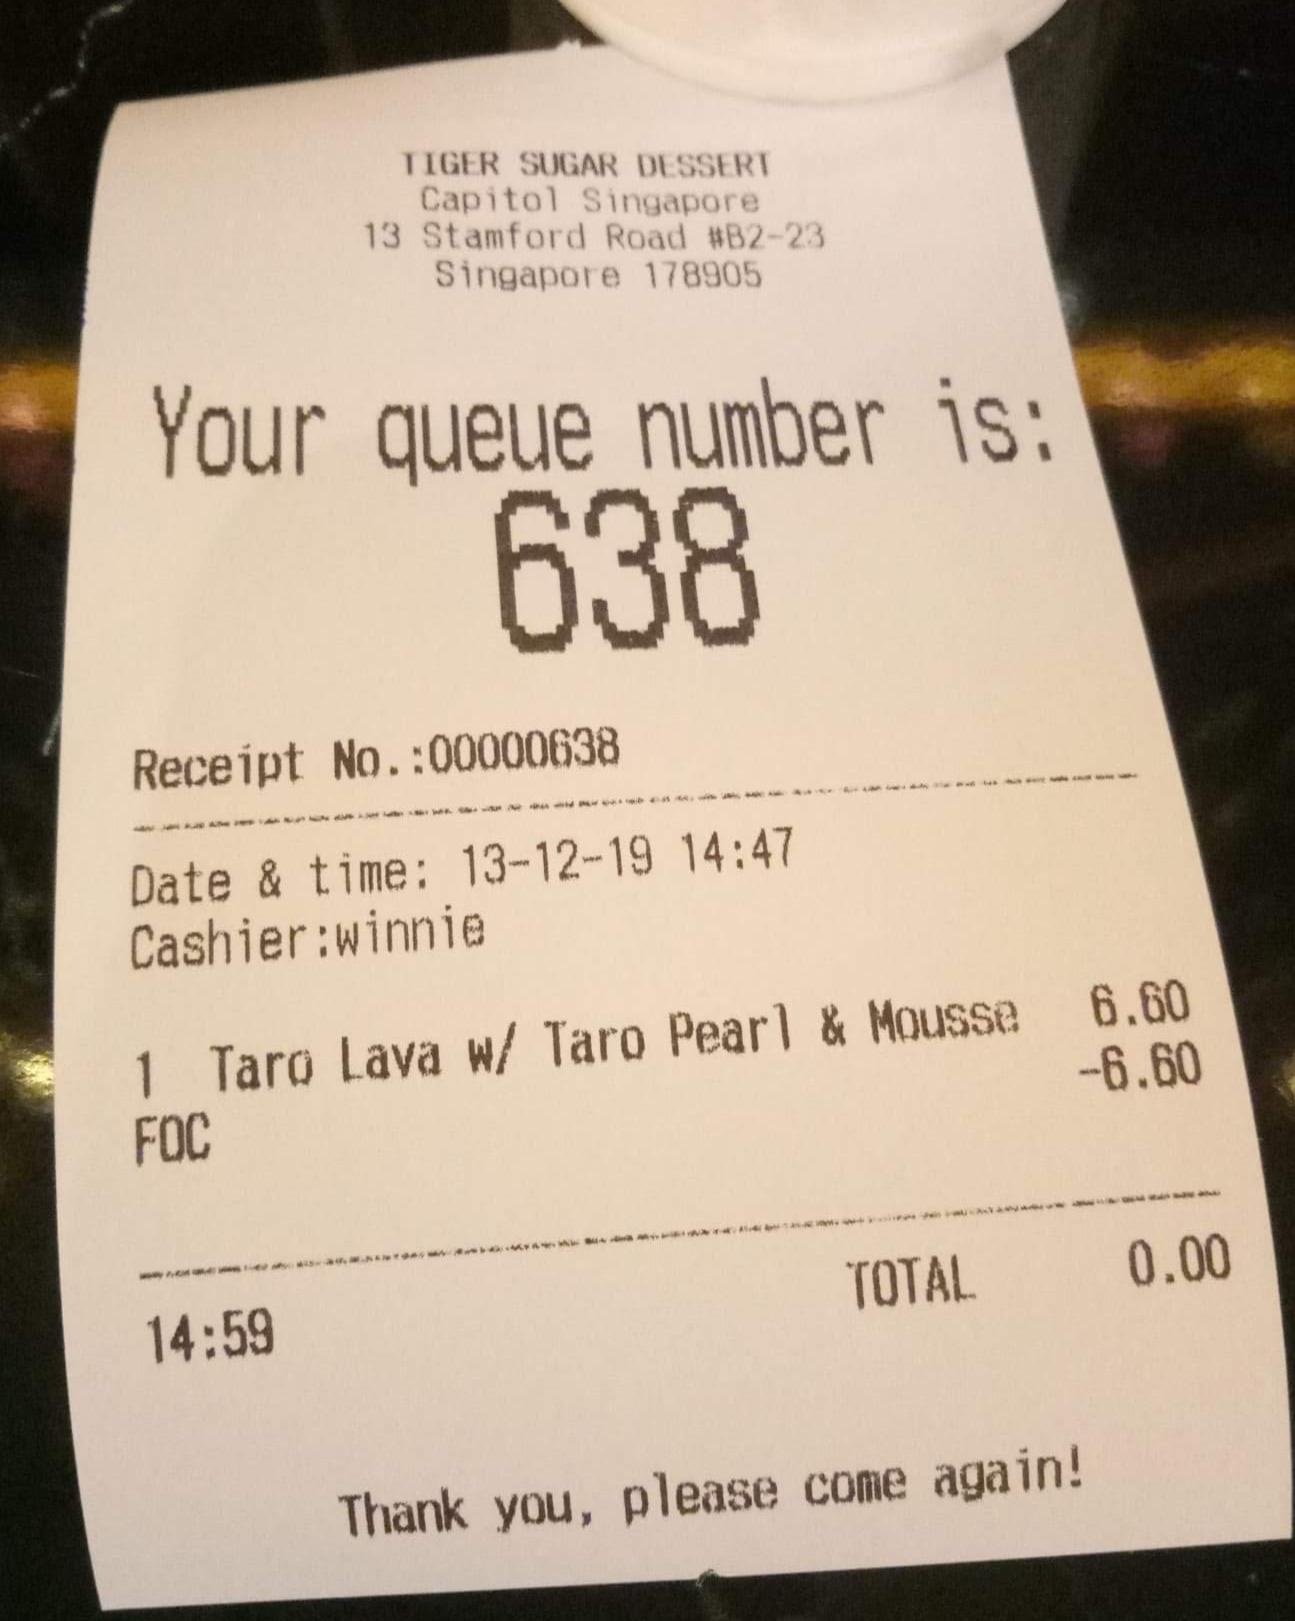 TIGER SUGAR DESSERT
Capitol Singapore
13 Stamford Road #B2-23
Singapore 178905
Your queue number is:
638
Receipt No.:00000638
Date & time: 13-12-19 14:47
Cashier:winnie
1 Taro Lava w/ Taro Pearl & Mousse 6.60
FOC -6.60
TOTAL 0.00
14:59
Thank you, please come again!